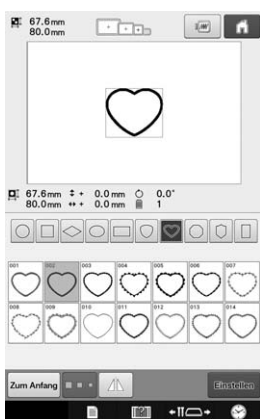 67.6mm
80.0mm
67.6mm + 0.0mm 0.0°
80.0mm + 0.0mm 1
001 002 003 004 005 006 007
008 009 010 011 012 013 014
Zum Anfang Einstellen